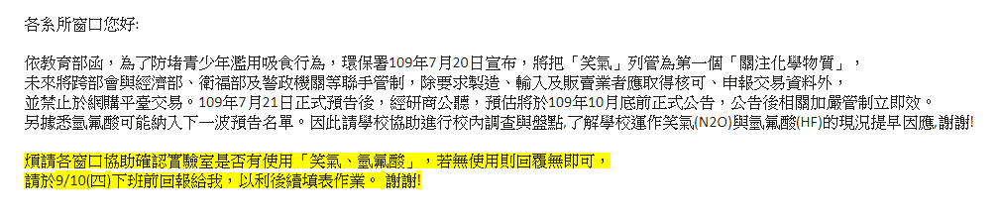 各系所窗口您好:
依教育部函，為了防堵青少年濫用吸食行為，環保署109年7月20日宣布，將把「笑氣」列管為第一個「關注化學物質」，
未來將跨部會與經濟部、衛福部及警政機關等聯手管制，除要求製造、輸入及販賣業者應取得核可、申報交易資料外，
並禁止於網購平臺交易。109年7月21日正式預告後，經研商公聽，預估將於109年10月底前正式公告，公告後相關加嚴管制立即效。
另據悉氫氟酸可能納入下一波預告名單。因此請學校協助進行校內調查與盤點,了解學校運作笑氣(N2O)與氫氟酸(HF)的現況提早因應,謝謝!
煩請各窗口協助確認實驗室是否有使用「笑氣、氫氟酸」，若無使用則回覆無即可，
請於9/10(四)下班前回報給我，以利後續填表作業。 謝謝!